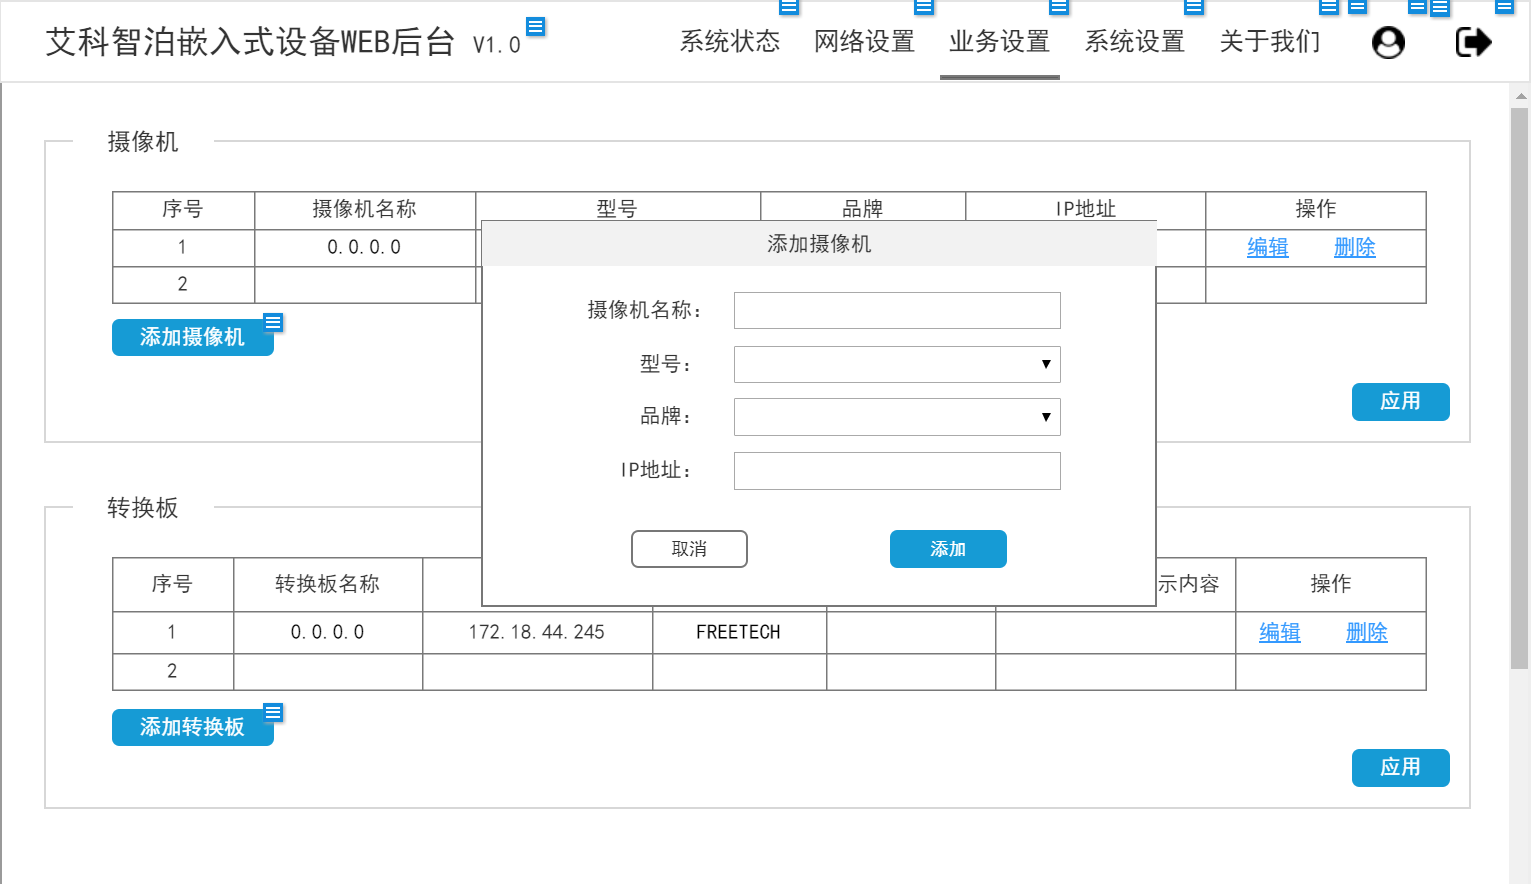 艾科智泊嵌入式设备WEB后台 V1.0 系统状态 网络设置 业务设置 系统设置 关于我们
摄像机
序号 摄像机名称 型号 品牌 IP地址 操作
1 0.0.0.0 编辑 删除
2
添加摄像机
应用
添加摄像机
摄像机名称：
型号：
品牌：
IP地址：
取消 添加
转换板
序号 转换板名称 示内容 操作
1 0.0.0.0 172.18.44.245 FREETECH 编辑 删除
2
添加转换板
应用